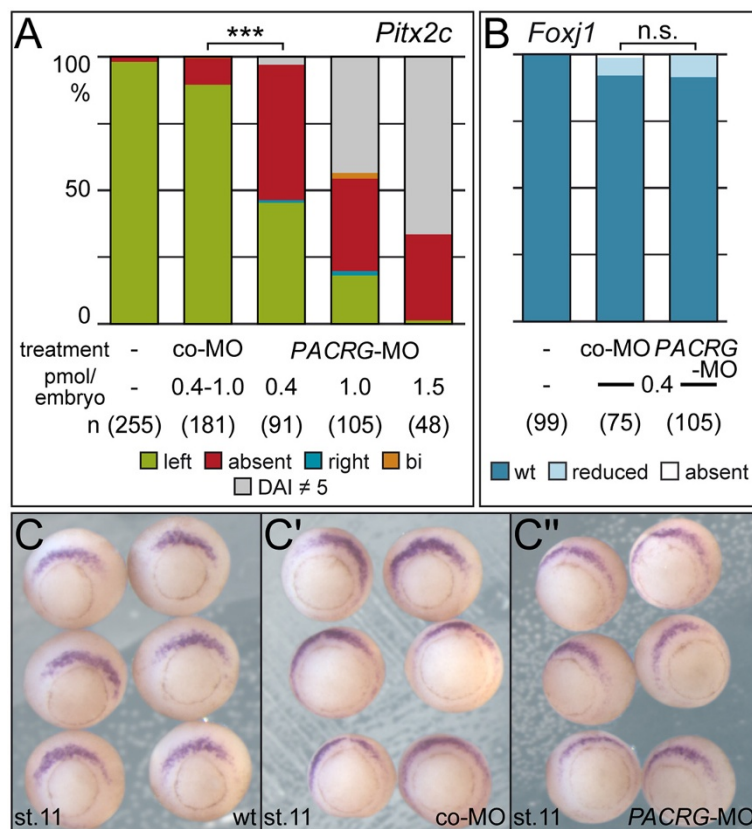 A
***
Pitx2c
100
%
50
0
treatment - co-MO PACRG-MO
pmol/
embryo - 0.4-1.0 0.4 1.0 1.5
n (255) (181) (91) (105) (48)
left absent right bi
DAI ≠ 5
B
Foxj1
n.s.
- co-MO PACRG
-MO
- 0.4
(99) (75) (105)
wt reduced absent
C
st.11 wt
C'
st.11 co-MO
C''
st.11 PACRG-MO